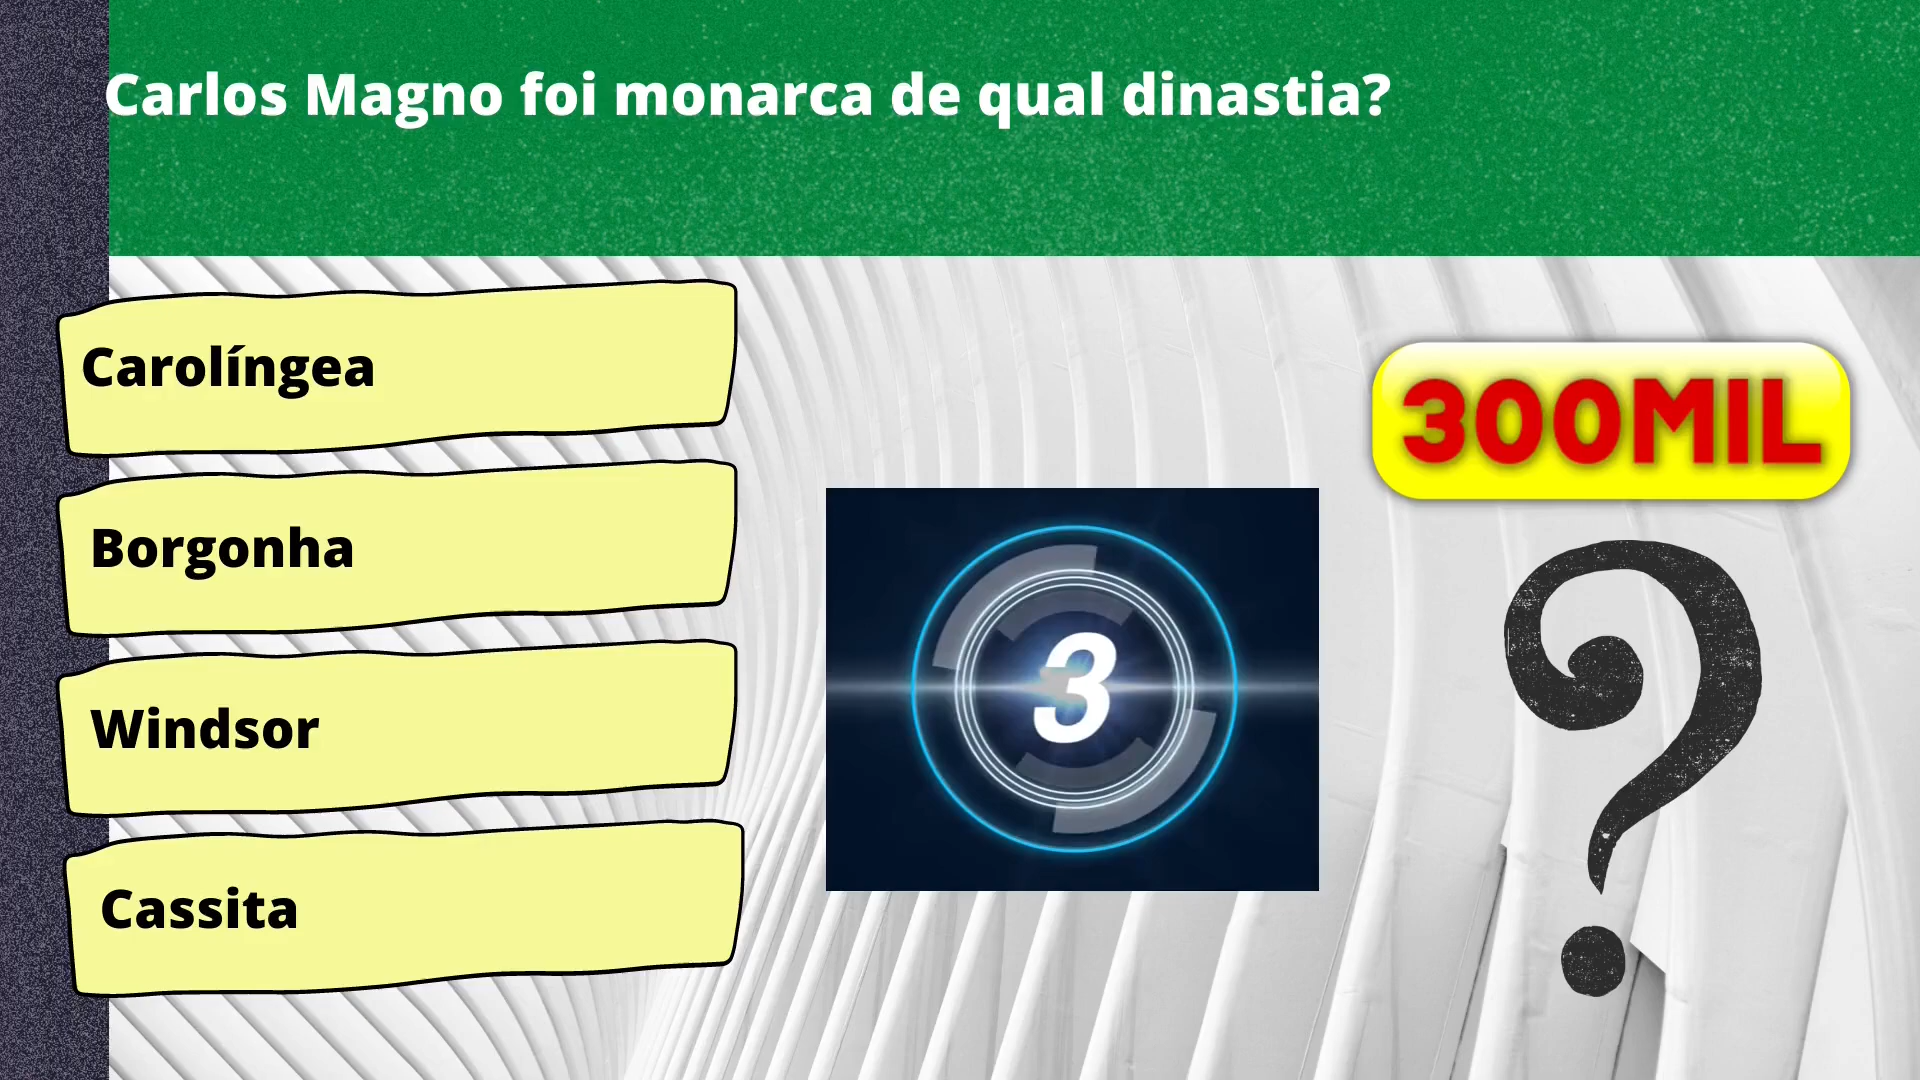 Carlos Magno foi monarca de qual dinastia?
Carolíngea
Borgonha
Windsor
Cassita
3
300MIL
?